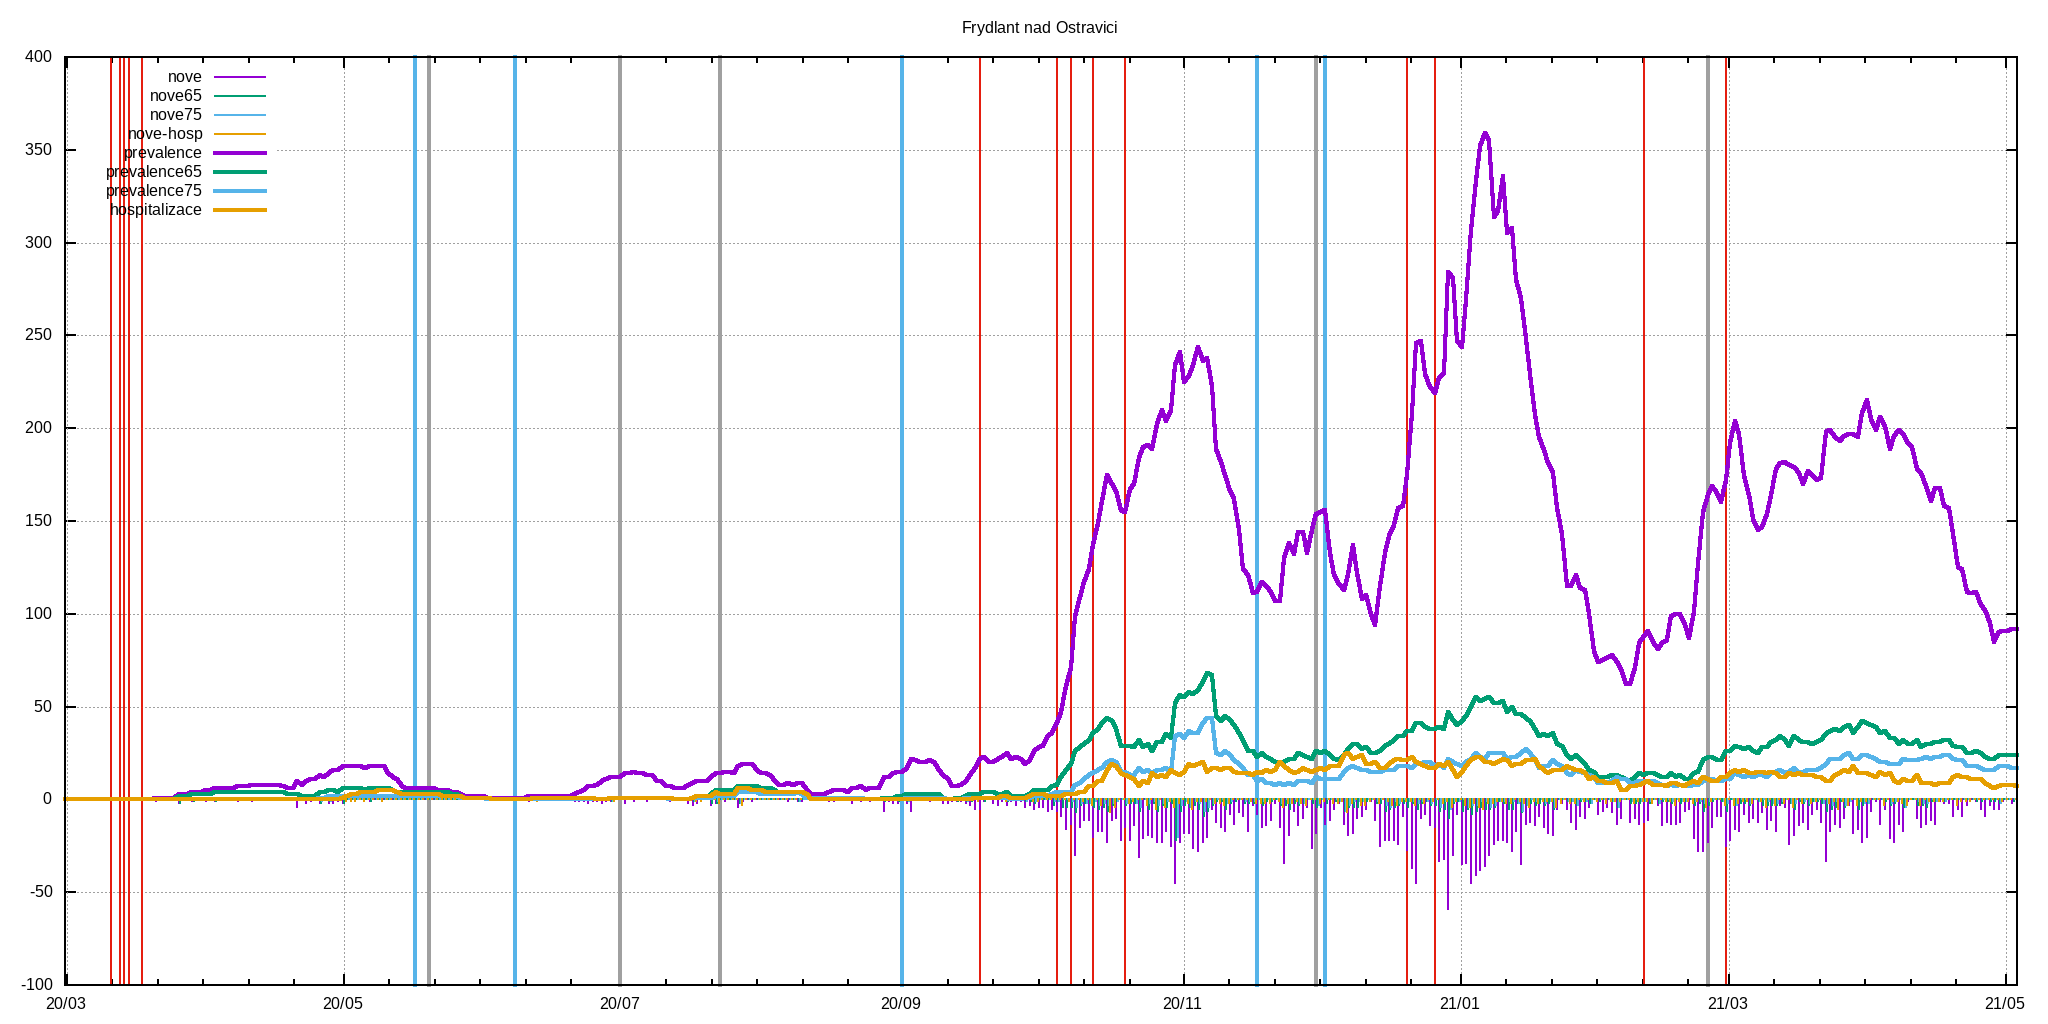 Frydlant nad Ostravici
400
350
300
250
200
150
100
50
0
-50
-100
nove
nove65
nove75
nove-hosp
prevalence
prevalence65
prevalence75
hospitalizace
20/03 20/05 20/07 20/09 20/11 21/01 21/03 21/05